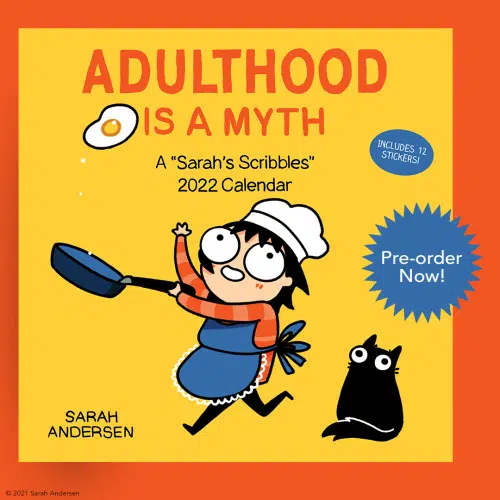 ADULTHOOD
IS A MYTH
A "Sarah's Scribbles"
2022 Calendar
INCLUDES 12
STICKERS!
Pre-order
Now!
SARAH
ANDERSEN
© 2021 Sarah Andersen